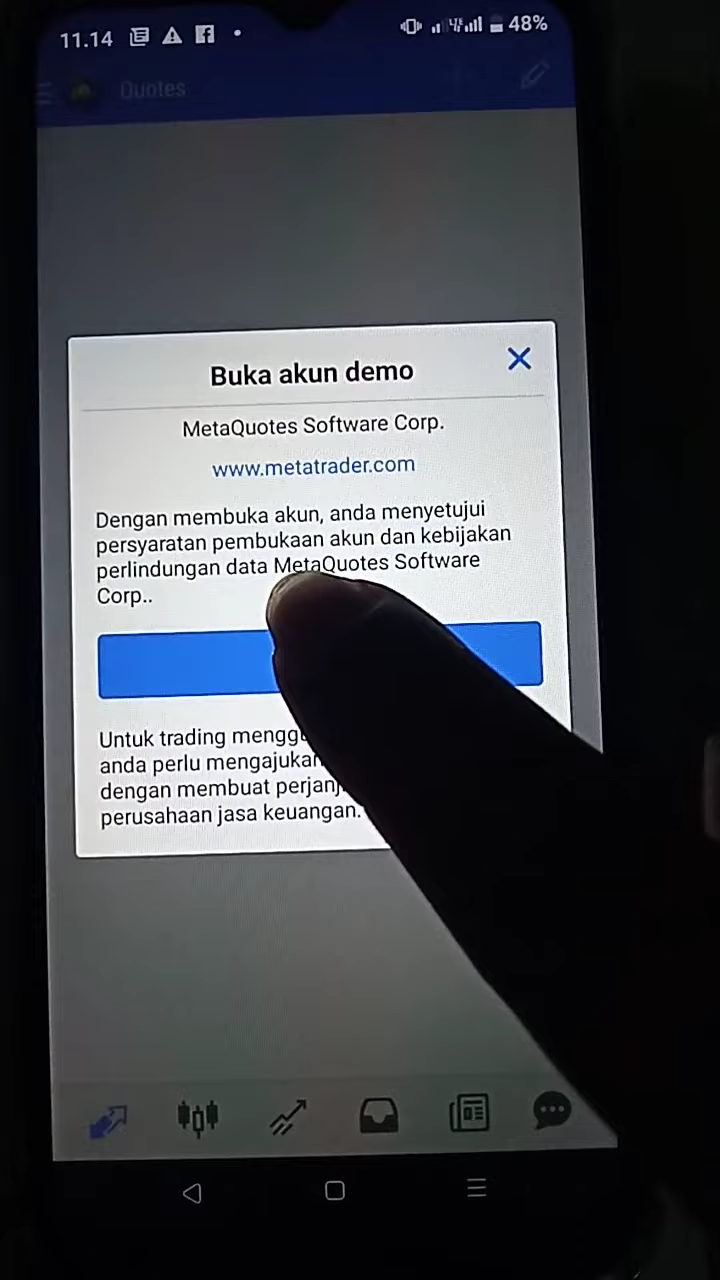 11.14
48%
Quotes
Buka akun demo
MetaQuotes Software Corp.
www.metatrader.com
Dengan membuka akun, anda menyetujui
persyaratan pembukaan akun dan kebijakan
perlindungan data MetaQuotes Software
Corp..
Untuk trading
anda perlu mengajukan
dengan membuat
perusahaan jasa keuangan.